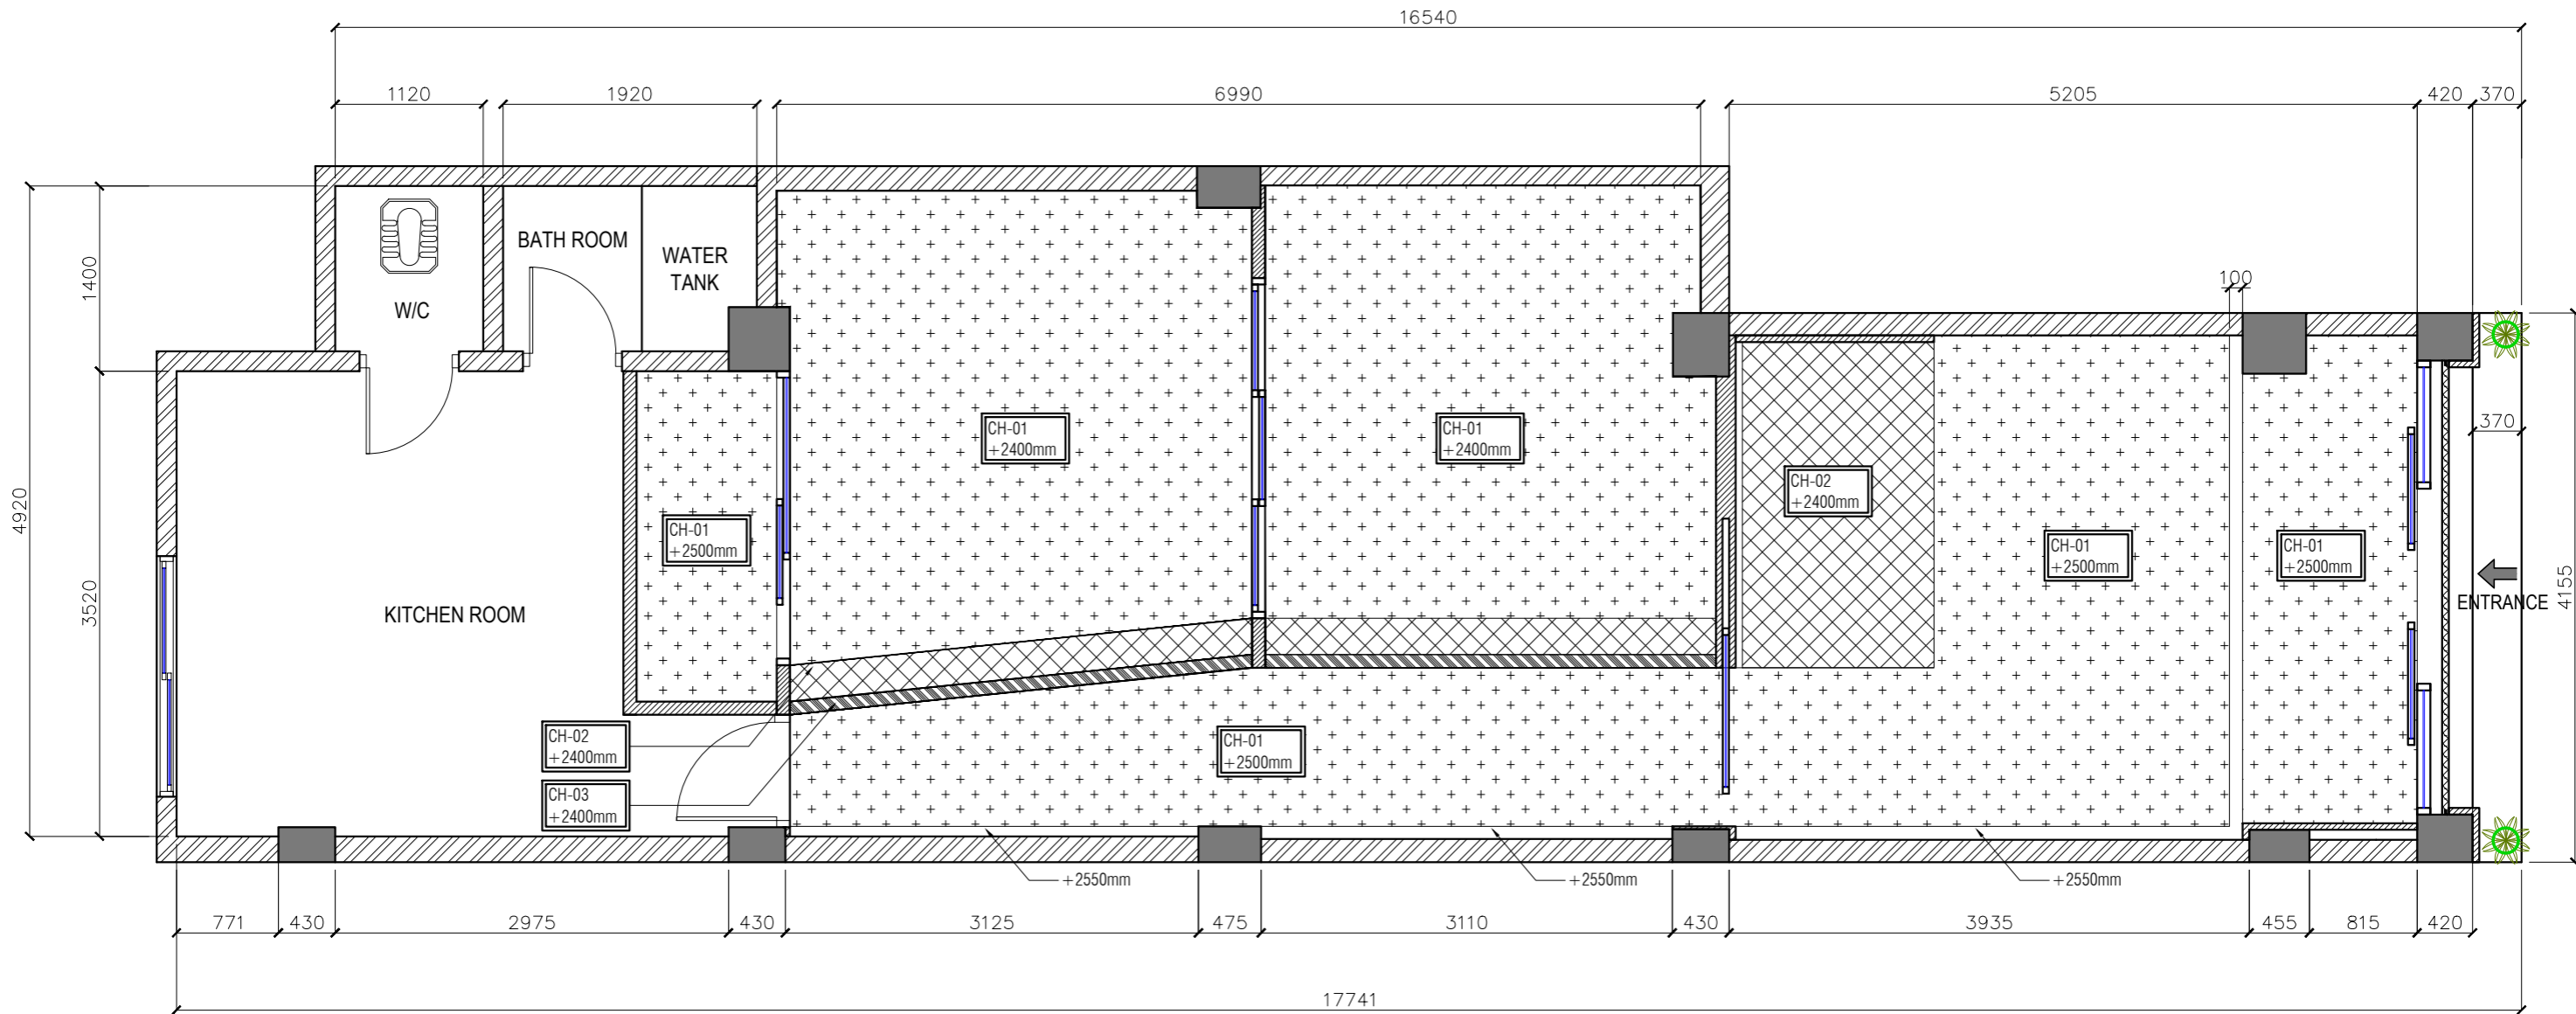 16540
1120
1920
6990
5205
420
370
BATH ROOM
WATER
TANK
W/C
100
1400
4920
3520
370
4155
CH-01
+2400mm
CH-01
+2400mm
CH-02
+2400mm
CH-01
+2500mm
CH-01
+2500mm
CH-01
+2500mm
ENTRANCE
KITCHEN ROOM
CH-02
+2400mm
CH-01
+2500mm
CH-03
+2400mm
+2550mm
+2550mm
+2550mm
771
430
2975
430
3125
475
3110
430
3935
455
815
420
17741